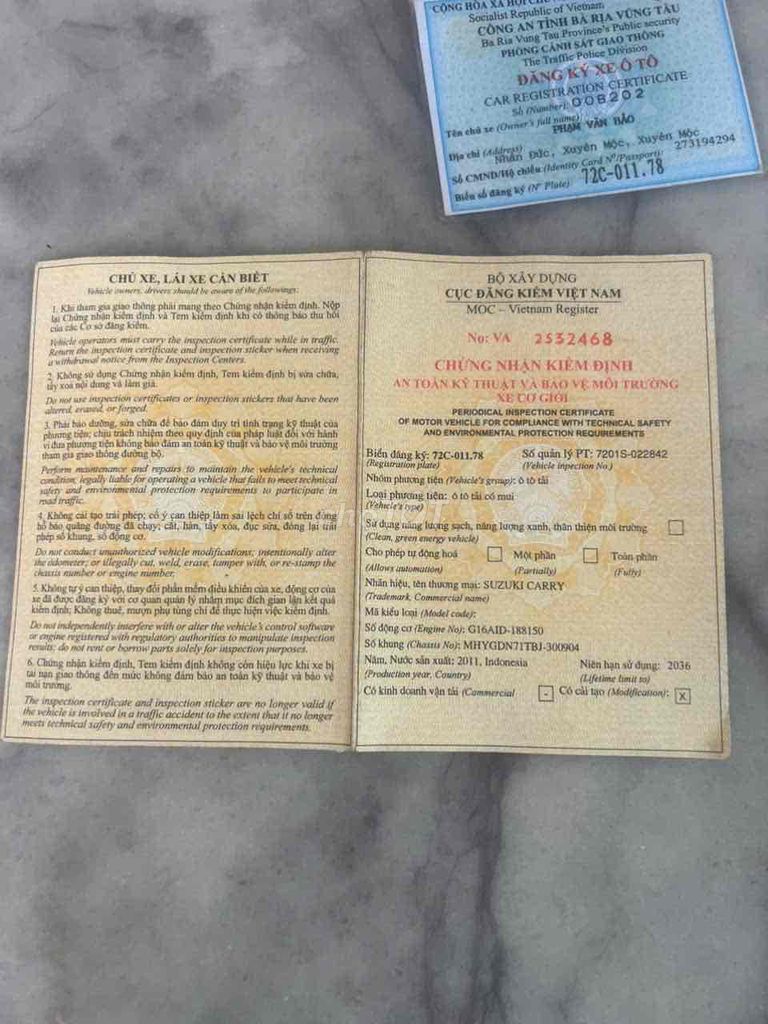 CỘNG HÒA XÃ HỘI CHỦ
Socialist Republic of Vietnam
CÔNG AN TỈNH BÀ RỊA VŨNG TÀU
Ba Ria Vung Tau Province's Public security
PHÒNG CẢNH SÁT GIAO THÔNG
The Traffic Police Division
ĐĂNG KÝ XE Ô TÔ
CAR REGISTRATION CERTIFICATE
Số (Number): 008202
Tên chủ xe (Owner's full name)
PHẠM VĂN BẢO
Địa chỉ (Address)
Nhân Đức, Xuyên Mộc, Xuyên Mộc
Số CMND/Hộ chiếu (Identity Card Nº/Passport): 273194294
Biển số đăng ký (Nº Plate) 72C-011.78
CHỦ XE, LÁI XE CẦN BIẾT
Vehicle owners, drivers should be aware of the followings:
1. Khi tham gia giao thông phải mang theo Chứng nhận kiểm định. Nộp
lại Chứng nhận kiểm định và Tem kiểm định khi có thông báo thu hồi
của các Cơ sở đăng kiểm.
Vehicle operators must carry the inspection certificate while in traffic.
Return the inspection certificate and inspection sticker when receiving
a withdrawal notice from the Inspection Centers.
2. Không sử dụng Chứng nhận kiểm định, Tem kiểm định bị sửa chữa,
tẩy xoá nội dung và làm giả.
Do not use inspection certificates or inspection stickers that have been
altered, erased, or forged.
3. Phải bảo dưỡng, sửa chữa để bảo đảm duy trì tình trạng kỹ thuật của
phương tiện; chịu trách nhiệm theo quy định của pháp luật đối với hành
vi đưa phương tiện không bảo đảm an toàn kỹ thuật và bảo vệ môi trường
tham gia giao thông đường bộ.
Perform maintenance and repairs to maintain the vehicle's technical
condition; legally liable for operating a vehicle that fails to meet technical
safety and environmental protection requirements to participate in
road traffic.
4. Không cải tạo trái phép; cố ý can thiệp làm sai lệch chỉ số trên đồng
hồ báo quãng đường đã chạy; cắt, hàn, tẩy xóa, đục sửa, đóng lại trái
phép số khung, số động cơ.
Do not conduct unauthorized vehicle modifications; intentionally alter
the odometer; or illegally cut, weld, erase, tamper with, or re-stamp the
chassis number or engine number.
5. Không tự ý can thiệp, thay đổi phần mềm điều khiển của xe, động cơ của
xe đã được đăng ký với cơ quan quản lý nhằm mục đích gian lận kết quả
kiểm định; Không thuê, mượn phụ tùng chỉ để thực hiện việc kiểm định.
Do not independently interfere with or alter the vehicle's control software
or engine registered with regulatory authorities to manipulate inspection
results; do not rent or borrow parts solely for inspection purposes.
6. Chứng nhận kiểm định, Tem kiểm định không còn hiệu lực khi xe bị
tai nạn giao thông đến mức không đảm bảo an toàn kỹ thuật và bảo vệ
môi trường.
The inspection certificate and inspection sticker are no longer valid if
the vehicle is involved in a traffic accident to the extent that it no longer
meets technical safety and environmental protection requirements.
BỘ XÂY DỰNG
CỤC ĐĂNG KIỂM VIỆT NAM
MOC – Vietnam Register
No: VA 2532468
CHỨNG NHẬN KIỂM ĐỊNH
AN TOÀN KỸ THUẬT VÀ BẢO VỆ MÔI TRƯỜNG
XE CƠ GIỚI
PERIODICAL INSPECTION CERTIFICATE
OF MOTOR VEHICLE FOR COMPLIANCE WITH TECHNICAL SAFETY
AND ENVIRONMENTAL PROTECTION REQUIREMENTS
Biển đăng ký: 72C-011.78 Số quản lý PT: 7201S-022842
(Registration plate) (Vehicle inpection No.)
Nhóm phương tiện (Vehicle's group): ô tô tải
Loại phương tiện: ô tô tải có mui
(Vehicle's type)
Sử dụng năng lượng sạch, năng lượng xanh, thân thiện môi trường
(Clean, green energy vehicle)
Cho phép tự động hoá Một phần Toàn phần
(Allows automation) (Partially) (Fully)
Nhãn hiệu, tên thương mại: SUZUKI CARRY
(Trademark, Commercial name)
Mã kiểu loại (Model code):
Số động cơ (Engine No): G16AID-188150
Số khung (Chassis No): MHYGDN71TBJ-300904
Năm, Nước sản xuất: 2011, Indonesia Niên hạn sử dụng: 2036
(Production year, Country) (Lifetime limit to)
Có kinh doanh vận tải (Commercial - Có cải tạo (Modification): X